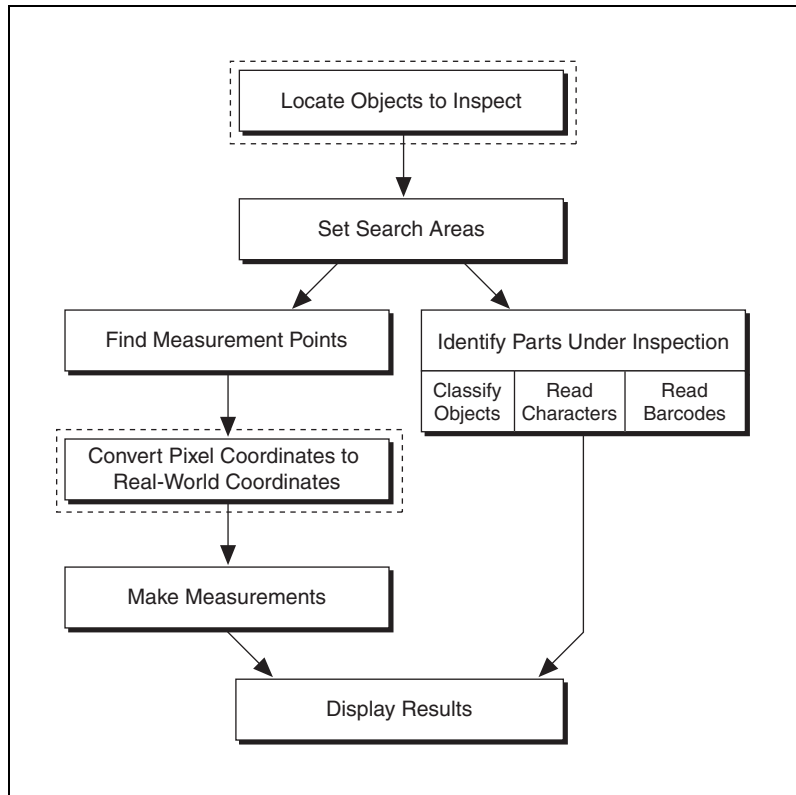 Locate Objects to Inspect
Set Search Areas
Find Measurement Points
Identify Parts Under Inspection
Classify
Objects
Read
Characters
Read
Barcodes
Convert Pixel Coordinates to
Real-World Coordinates
Make Measurements
Display Results